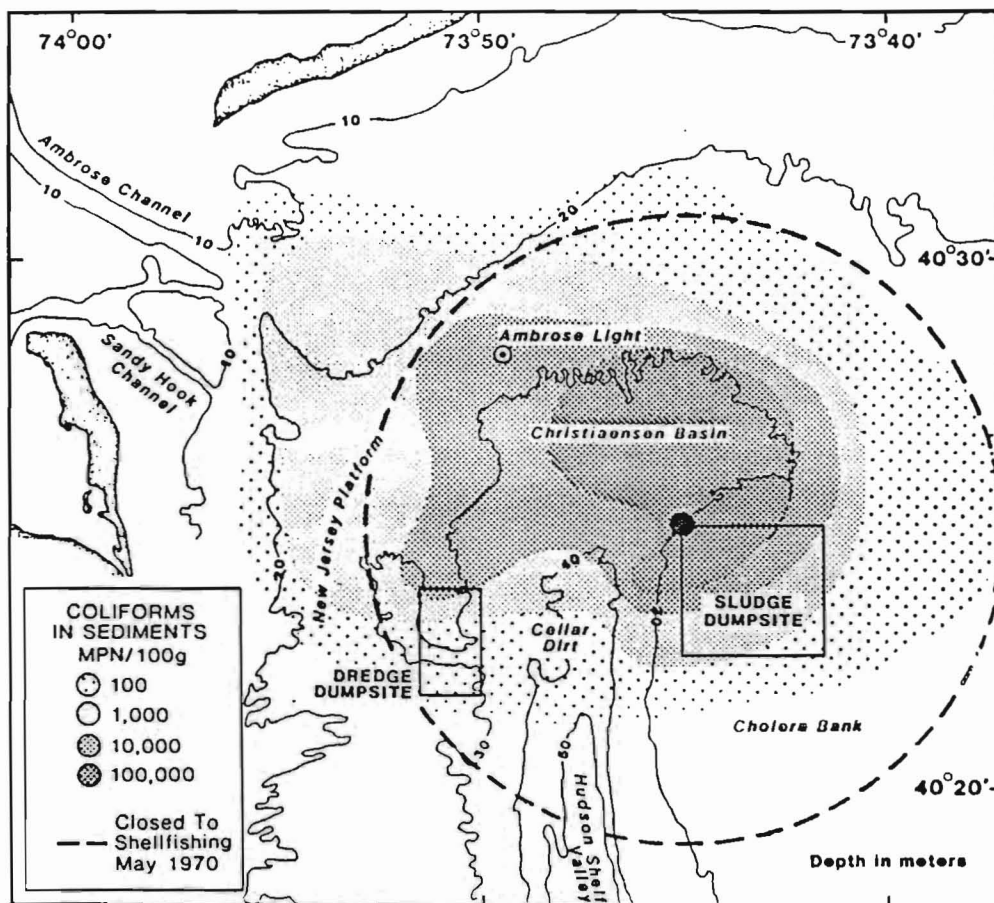 74°00'
73°50'
73°40'
10
Ambrose Channel
10
10
20
40°30'
10
Sandy Hook
Channel
Ambrose Light
Christiaenson Basin
New Jersey Platform
20
40
SLUDGE
DUMPSITE
Cellar
Dirt
20
DREDGE
DUMPSITE
Cholera Bank
30
50
Hudson Shelf
Valley
40°20'
Depth in meters
COLIFORMS
IN SEDIMENTS
MPN/100g
100
1,000
10,000
100,000
Closed To
Shellfishing
May 1970